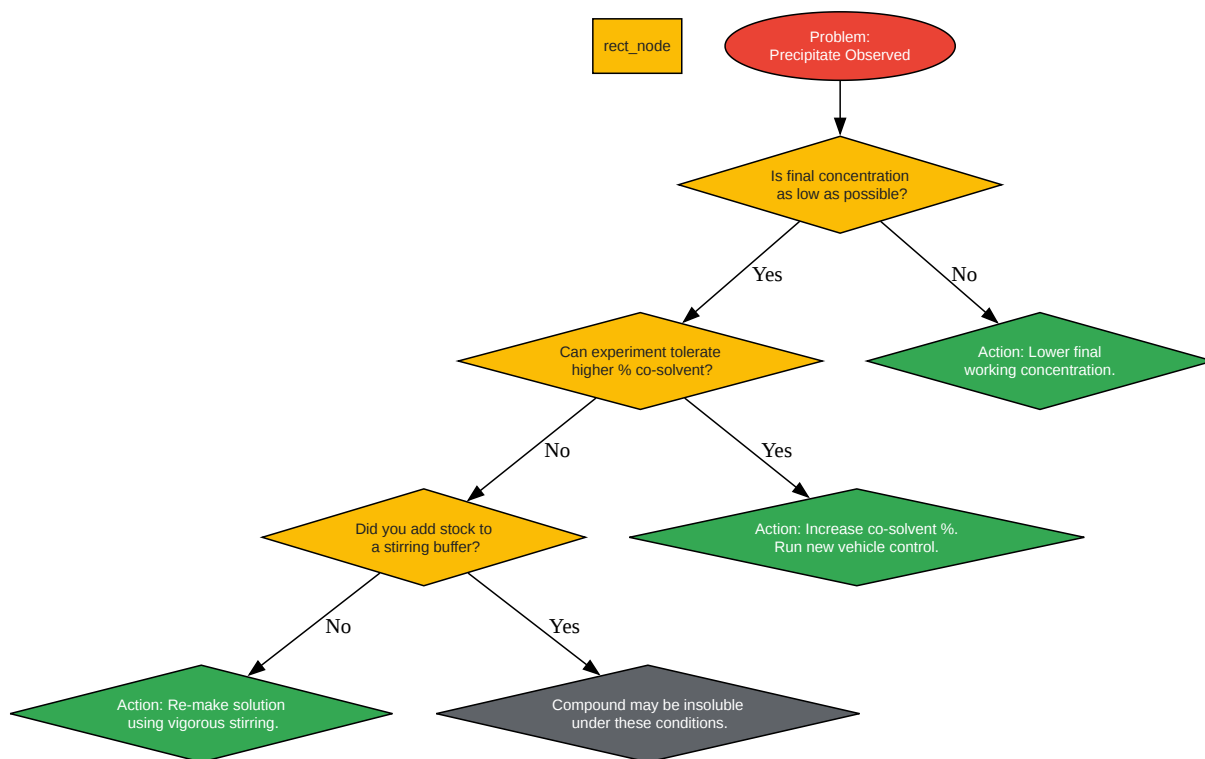 rect_node
Problem:
Precipitate Observed
Is final concentration
as low as possible?
Yes
No
Can experiment tolerate
higher % co-solvent?
Action: Lower final
working concentration.
No
Yes
Did you add stock to
a stirring buffer?
Action: Increase co-solvent %.
Run new vehicle control.
No
Yes
Action: Re-make solution
using vigorous stirring.
Compound may be insoluble
under these conditions.